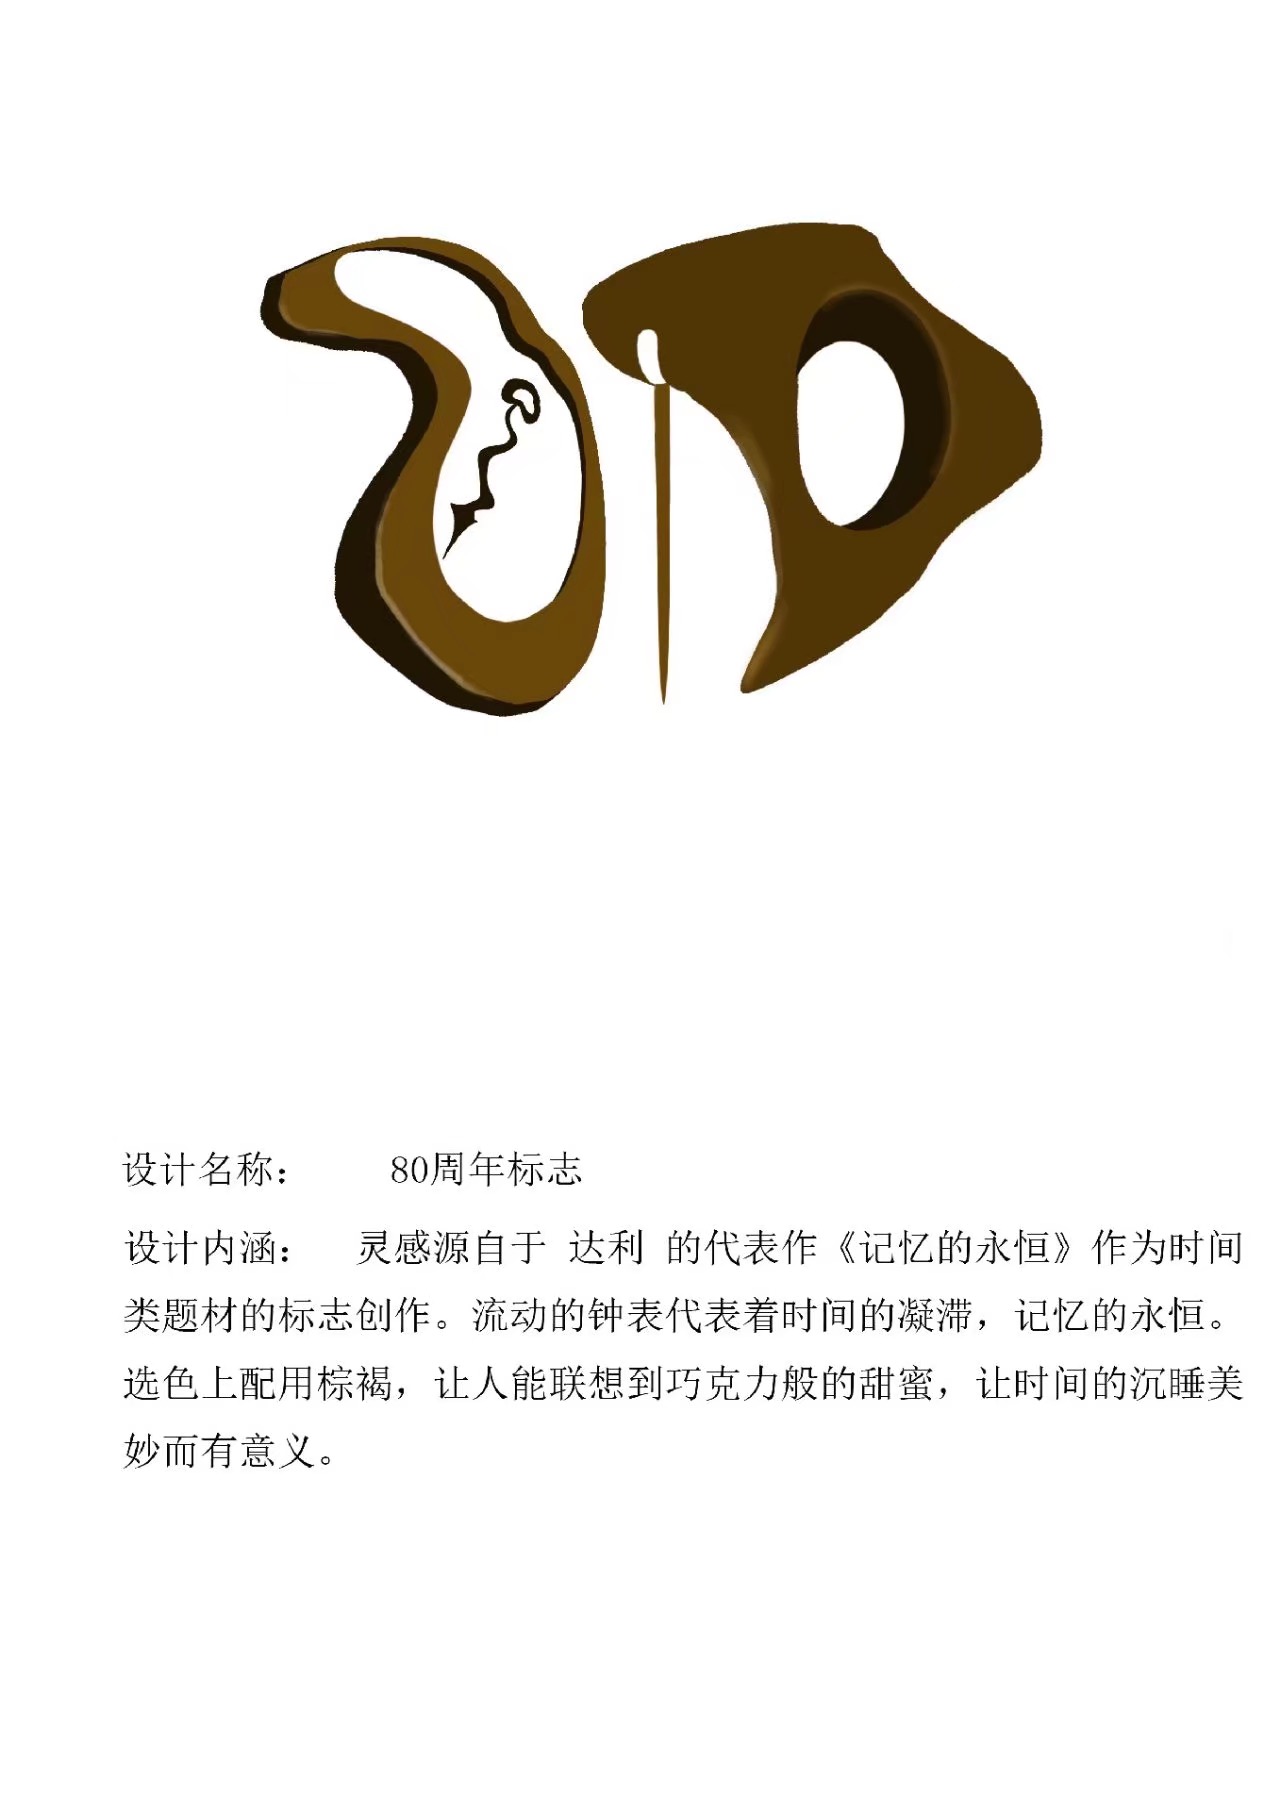 设计名称： 80周年标志
设计内涵： 灵感源自于 达利 的代表作《记忆的永恒》作为时间
类题材的标志创作。流动的钟表代表着时间的凝滞，记忆的永恒。
选色上配用棕褐，让人能联想到巧克力般的甜蜜，让时间的沉睡美
妙而有意义。